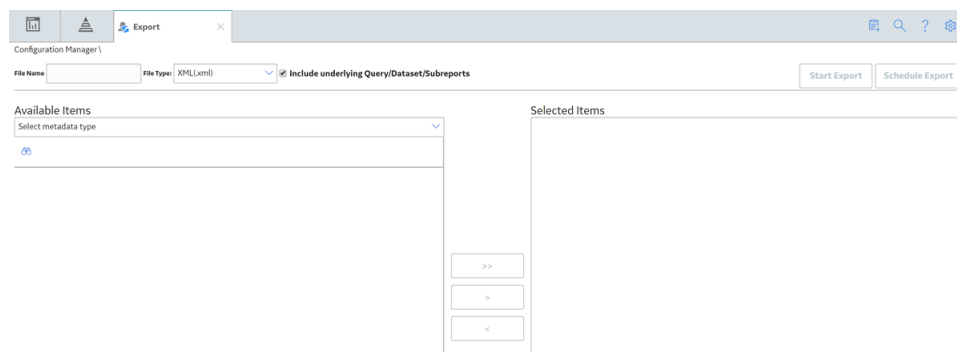 Export
Configuration Manager \
File Name File Type: XML(.xml) Include underlying Query/Dataset/Subreports Start Export Schedule Export
Available Items Selected Items
Select metadata type
>>
>
<